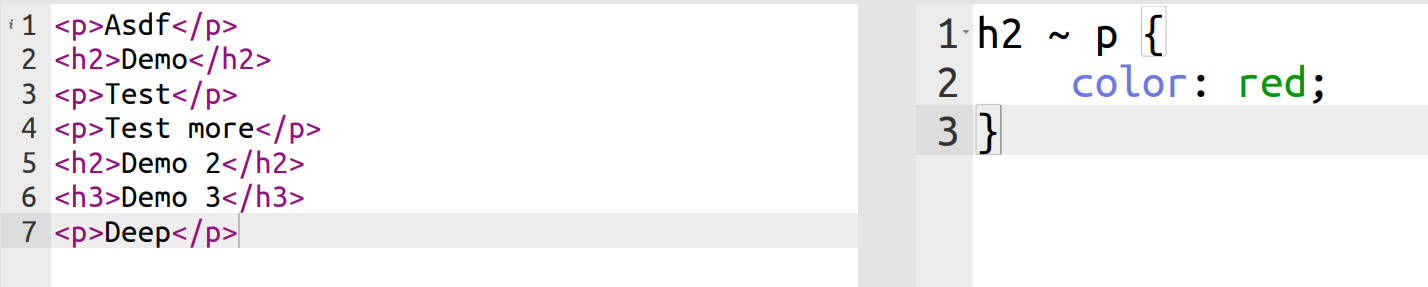 i 1 <p>Asdf</p>
2 <h2>Demo</h2>
3 <p>Test</p>
4 <p>Test more</p>
5 <h2>Demo 2</h2>
6 <h3>Demo 3</h3>
7 <p>Deep</p>
1 h2 ~ p {
2 color: red;
3 }